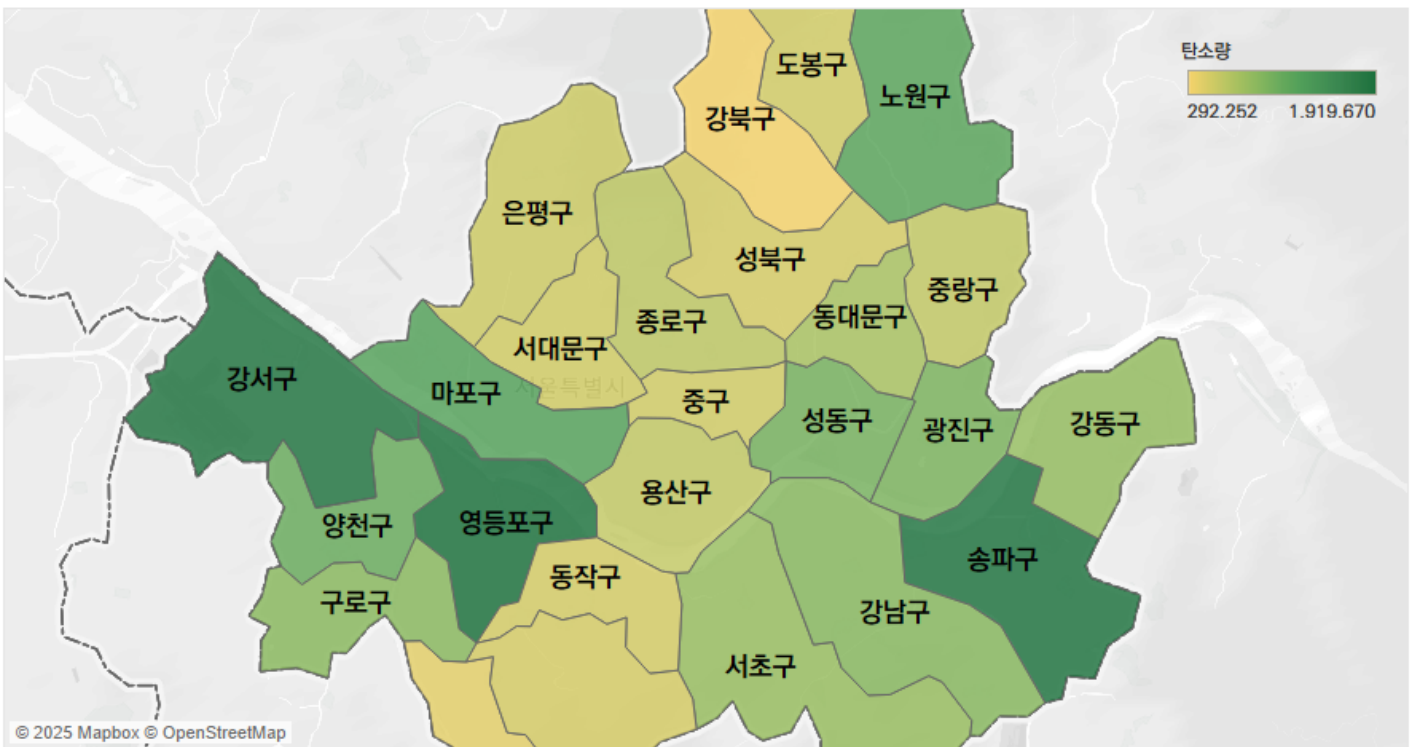 탄소량
292.252 1.919.670
도봉구
노원구
강북구
은평구
성북구
중랑구
동대문구
종로구
서대문구
강서구
마포구
서울특별시
중구
성동구
광진구
강동구
용산구
양천구
영등포구
송파구
동작구
구로구
강남구
서초구
© 2025 Mapbox © OpenStreetMap